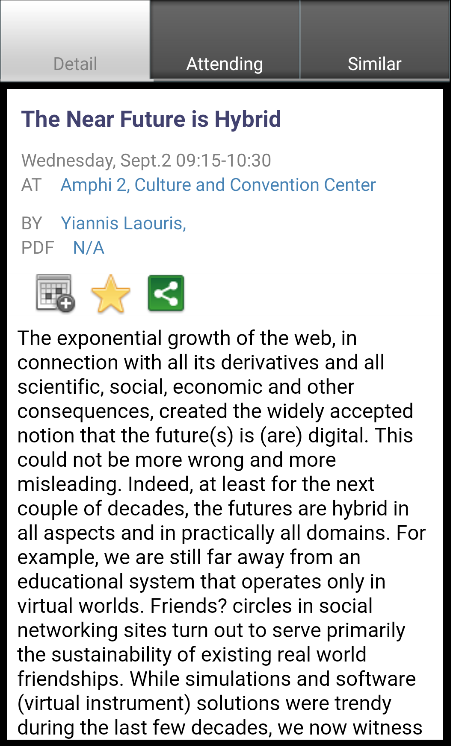 Detail
Attending
Similar
The Near Future is Hybrid
Wednesday, Sept.2 09:15-10:30
AT Amphi 2, Culture and Convention Center
BY Yiannis Laouris,
PDF N/A
The exponential growth of the web, in
connection with all its derivatives and all
scientific, social, economic and other
consequences, created the widely accepted
notion that the future(s) is (are) digital. This
could not be more wrong and more
misleading. Indeed, at least for the next
couple of decades, the futures are hybrid in
all aspects and in practically all domains. For
example, we are still far away from an
educational system that operates only in
virtual worlds. Friends? circles in social
networking sites turn out to serve primarily
the sustainability of existing real world
friendships. While simulations and software
(virtual instrument) solutions were trendy
during the last few decades, we now witness